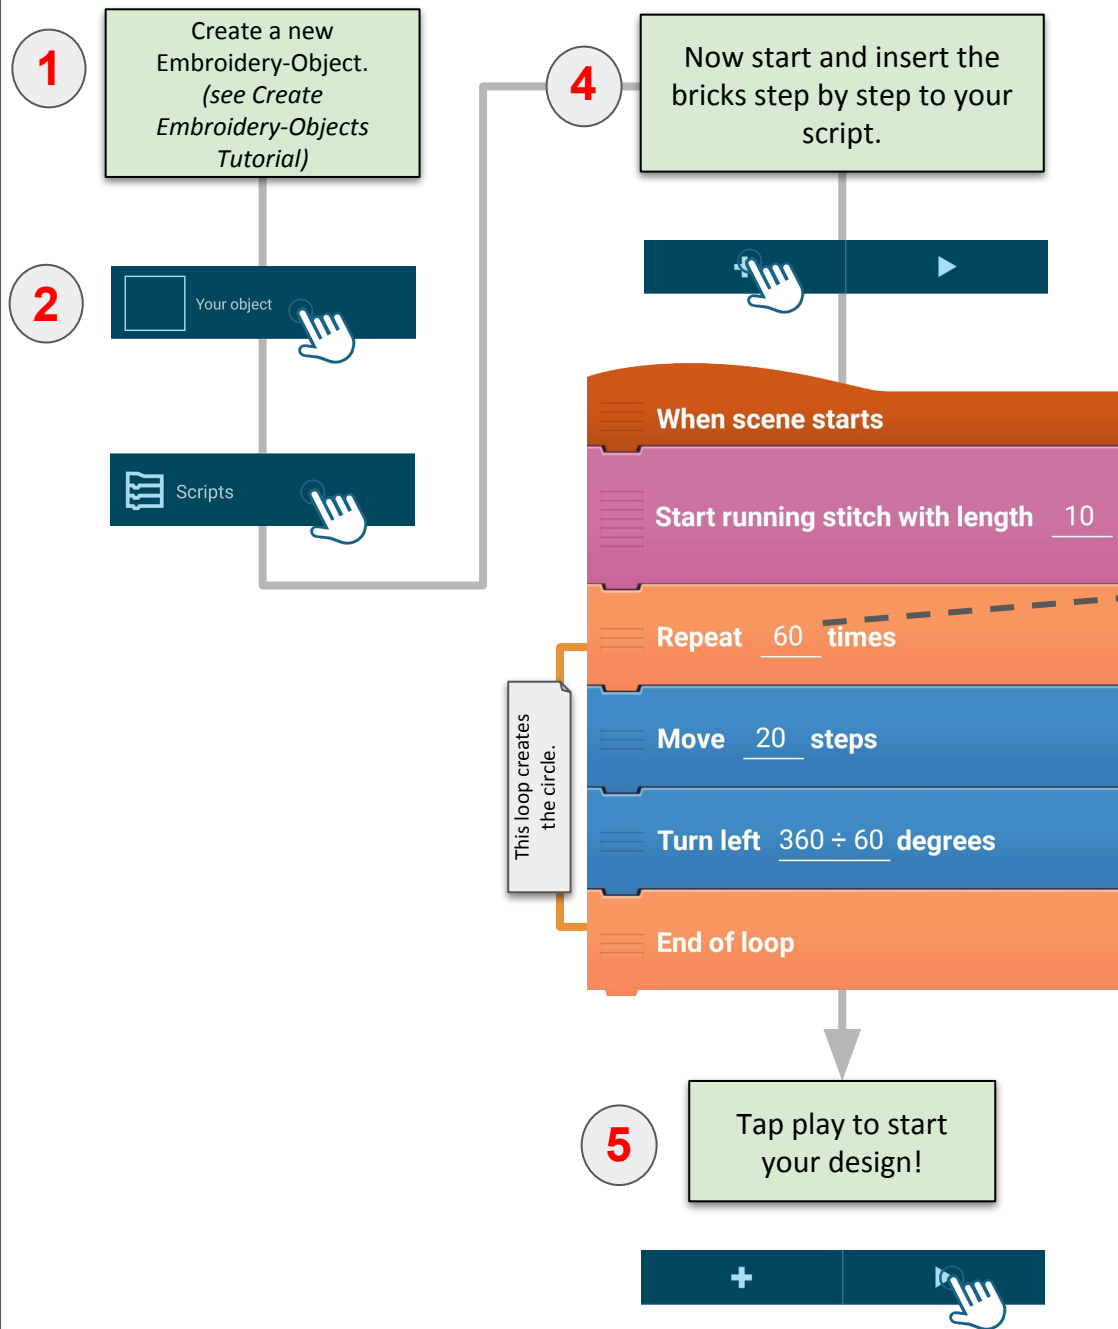 1
Create a new
Embroidery-Object.
(see Create
Embroidery-Objects
Tutorial)
2
Your object
Scripts
4
Now start and insert the
bricks step by step to your
script.
When scene starts
Start running stitch with length 10
Repeat 60 times
Move 20 steps
Turn left 360 ÷ 60 degrees
End of loop
This loop creates
the circle.
5
Tap play to start
your design!